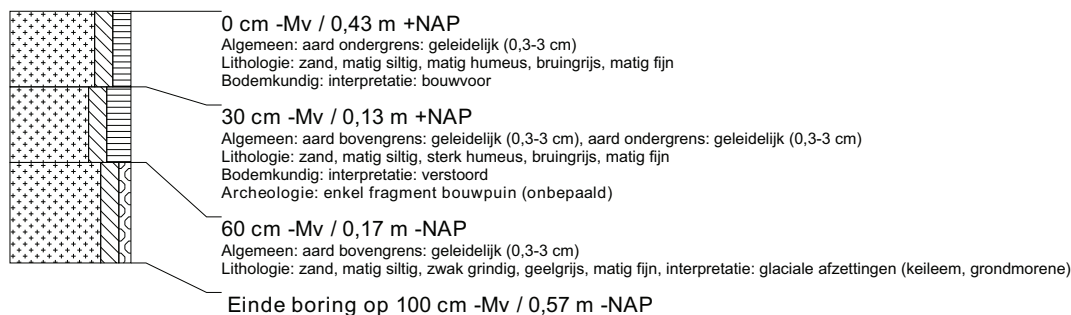 0 cm -Mv / 0,43 m +NAP
Algemeen: aard ondergrens: geleidelijk (0,3-3 cm)
Lithologie: zand, matig siltig, matig humeus, bruingrijs, matig fijn
Bodemkundig: interpretatie: bouwvoor
30 cm -Mv / 0,13 m +NAP
Algemeen: aard bovengrens: geleidelijk (0,3-3 cm), aard ondergrens: geleidelijk (0,3-3 cm)
Lithologie: zand, matig siltig, sterk humeus, bruingrijs, matig fijn
Bodemkundig: interpretatie: verstoord
Archeologie: enkel fragment bouwpuin (onbepaald)
60 cm -Mv / 0,17 m -NAP
Algemeen: aard bovengrens: geleidelijk (0,3-3 cm)
Lithologie: zand, matig siltig, zwak grindig, geelgrijs, matig fijn, interpretatie: glaciale afzettingen (keileem, grondmorene)
Einde boring op 100 cm -Mv / 0,57 m -NAP